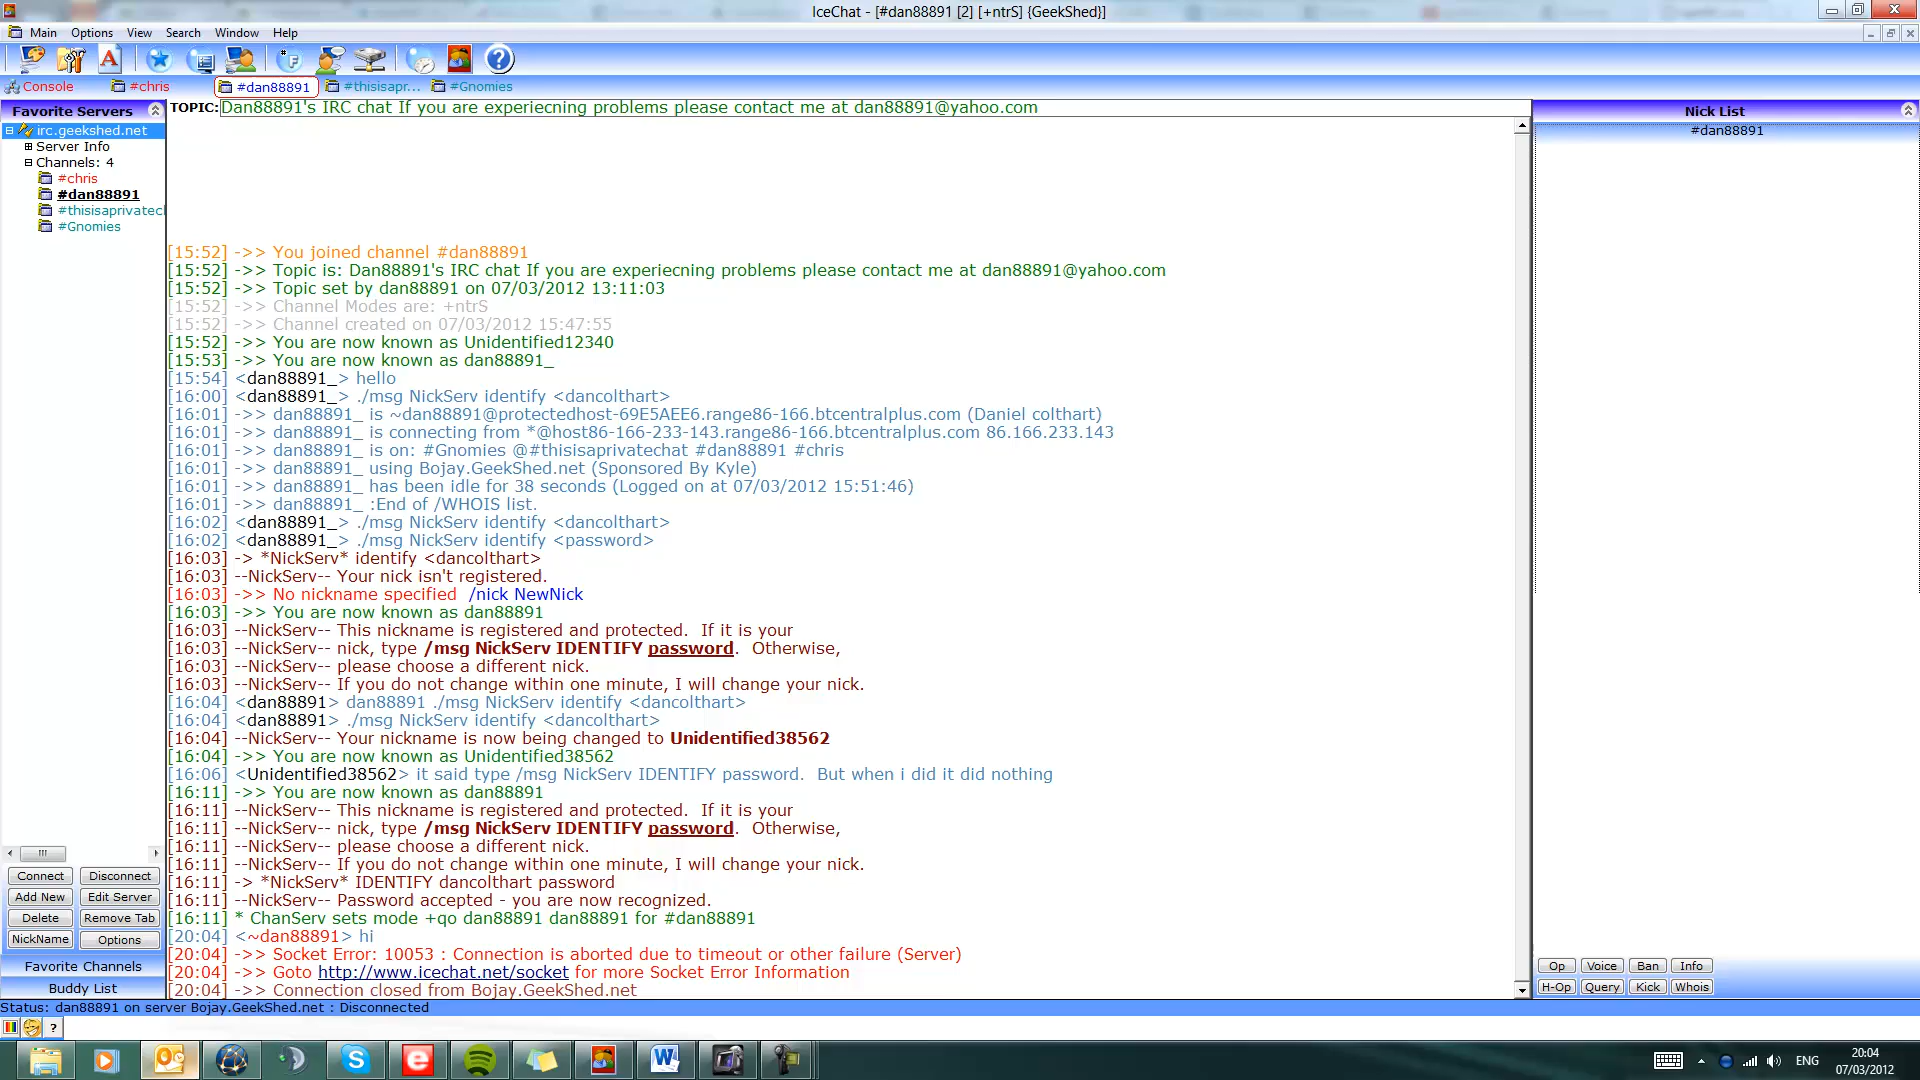 IceChat - [#dan88891 [2] [+ntrS] {GeekShed}]
Main Options View Search Window Help
Console #chris #dan88891 #thisisapr... #Gnomies
Favorite Servers
TOPIC: Dan88891's IRC chat If you are experiecning problems please contact me at dan88891@yahoo.com
Nick List
#dan88891
irc.geekshed.net
Server Info
Channels: 4
#chris
#dan88891
#thisisaprivatecl
#Gnomies
[15:52] ->> You joined channel #dan88891
[15:52] ->> Topic is: Dan88891's IRC chat If you are experiecning problems please contact me at dan88891@yahoo.com
[15:52] ->> Topic set by dan88891 on 07/03/2012 13:11:03
[15:52] ->> Channel Modes are: +ntrS
[15:52] ->> Channel created on 07/03/2012 15:47:55
[15:52] ->> You are now known as Unidentified12340
[15:53] ->> You are now known as dan88891_
[15:54] <dan88891_> hello
[16:00] <dan88891_> ./msg NickServ identify <dancolthart>
[16:01] ->> dan88891_ is ~dan88891@protectedhost-69E5AEE6.range86-166.btcentralplus.com (Daniel colthart)
[16:01] ->> dan88891_ is connecting from *@host86-166-233-143.range86-166.btcentralplus.com 86.166.233.143
[16:01] ->> dan88891_ is on: #Gnomies @#thisisaprivatechat #dan88891 #chris
[16:01] ->> dan88891_ using Bojay.GeekShed.net (Sponsored By Kyle)
[16:01] ->> dan88891_ has been idle for 38 seconds (Logged on at 07/03/2012 15:51:46)
[16:01] ->> dan88891_ :End of /WHOIS list.
[16:02] <dan88891_> ./msg NickServ identify <dancolthart>
[16:02] <dan88891_> ./msg NickServ identify <password>
[16:03] -> *NickServ* identify <dancolthart>
[16:03] --NickServ-- Your nick isn't registered.
[16:03] ->> No nickname specified /nick NewNick
[16:03] ->> You are now known as dan88891
[16:03] --NickServ-- This nickname is registered and protected. If it is your
[16:03] --NickServ-- nick, type /msg NickServ IDENTIFY password. Otherwise,
[16:03] --NickServ-- please choose a different nick.
[16:03] --NickServ-- If you do not change within one minute, I will change your nick.
[16:04] <dan88891> dan88891 ./msg NickServ identify <dancolthart>
[16:04] <dan88891> ./msg NickServ identify <dancolthart>
[16:04] --NickServ-- Your nickname is now being changed to Unidentified38562
[16:04] ->> You are now known as Unidentified38562
[16:06] <Unidentified38562> it said type /msg NickServ IDENTIFY password. But when i did it did nothing
[16:11] ->> You are now known as dan88891
[16:11] --NickServ-- This nickname is registered and protected. If it is your
[16:11] --NickServ-- nick, type /msg NickServ IDENTIFY password. Otherwise,
[16:11] --NickServ-- please choose a different nick.
[16:11] --NickServ-- If you do not change within one minute, I will change your nick.
[16:11] -> *NickServ* IDENTIFY dancolthart password
[16:11] --NickServ-- Password accepted - you are now recognized.
[16:11] * ChanServ sets mode +qo dan88891 dan88891 for #dan88891
[20:04] <~dan88891> hi
[20:04] ->> Socket Error: 10053 : Connection is aborted due to timeout or other failure (Server)
[20:04] ->> Goto http://www.icechat.net/socket for more Socket Error Information
[20:04] ->> Connection closed from Bojay.GeekShed.net
Connect Disconnect
Add New Edit Server
Delete Remove Tab
NickName Options
Favorite Channels
Buddy List
Op Voice Ban Info
H-Op Query Kick Whois
Status: dan88891 on server Bojay.GeekShed.net : Disconnected
?
ENG
20:04
07/03/2012